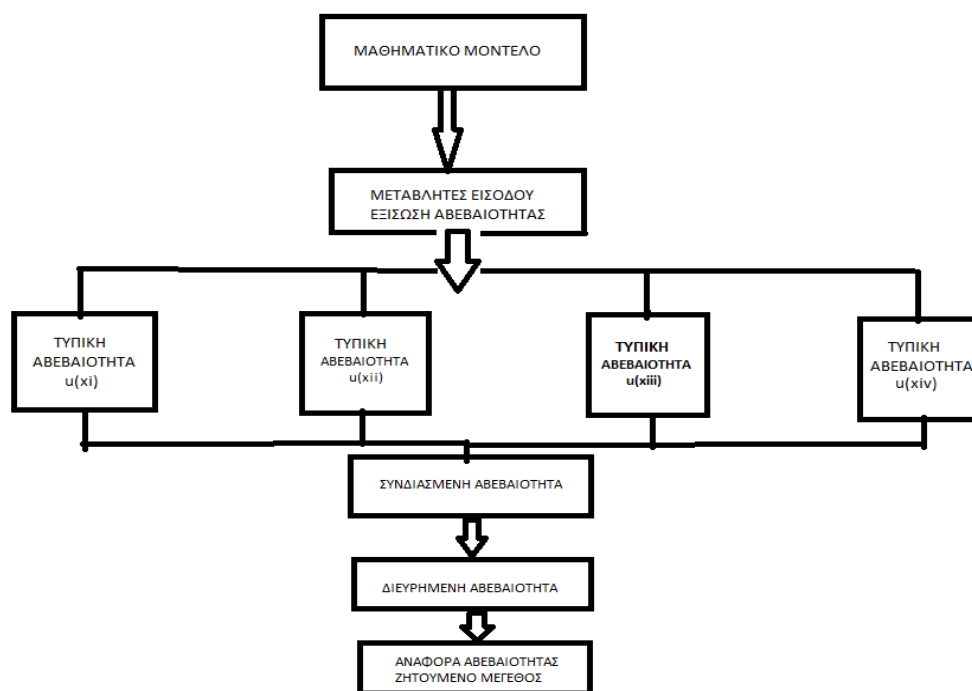 ΜΑΘΗΜΑΤΙΚΟ ΜΟΝΤΕΛΟ
ΜΕΤΑΒΛΗΤΕΣ ΕΙΣΟΔΟΥ
ΕΞΙΣΩΣΗ ΑΒΕΒΑΙΟΤΗΤΑΣ
ΤΥΠΙΚΗ
ΑΒΕΒΑΙΟΤΗΤΑ
u(xi)
ΤΥΠΙΚΗ
ΑΒΕΒΑΙΟΤΗΤΑ
u(xii)
ΤΥΠΙΚΗ
ΑΒΕΒΑΙΟΤΗΤΑ
u(xiii)
ΤΥΠΙΚΗ
ΑΒΕΒΑΙΟΤΗΤΑ
u(xiv)
ΣΥΝΔΙΑΣΜΕΝΗ ΑΒΕΒΑΙΟΤΗΤΑ
ΔΙΕΥΡΗΜΕΝΗ ΑΒΕΒΑΙΟΤΗΤΑ
ΑΝΑΦΟΡΑ ΑΒΕΒΑΙΟΤΗΤΑΣ
ΖΗΤΟΥΜΕΝΟ ΜΕΓΕΘΟΣ